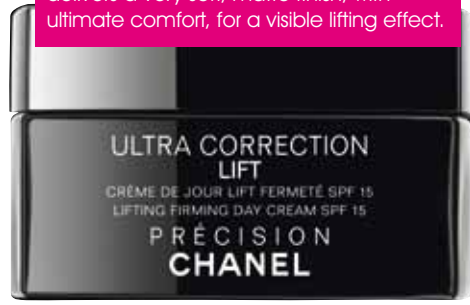 ultimate comfort, for a visible lifting effect.
ULTRA CORRECTION
LIFT
CRÈME DE JOUR LIFT FERMETÉ SPF 15
LIFTING FIRMING DAY CREAM SPF 15
PRÉCISION
CHANEL